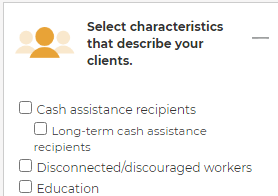 Select characteristics
that describe your
clients.
Cash assistance recipients
Long-term cash assistance
recipients
Disconnected/discouraged workers
Education